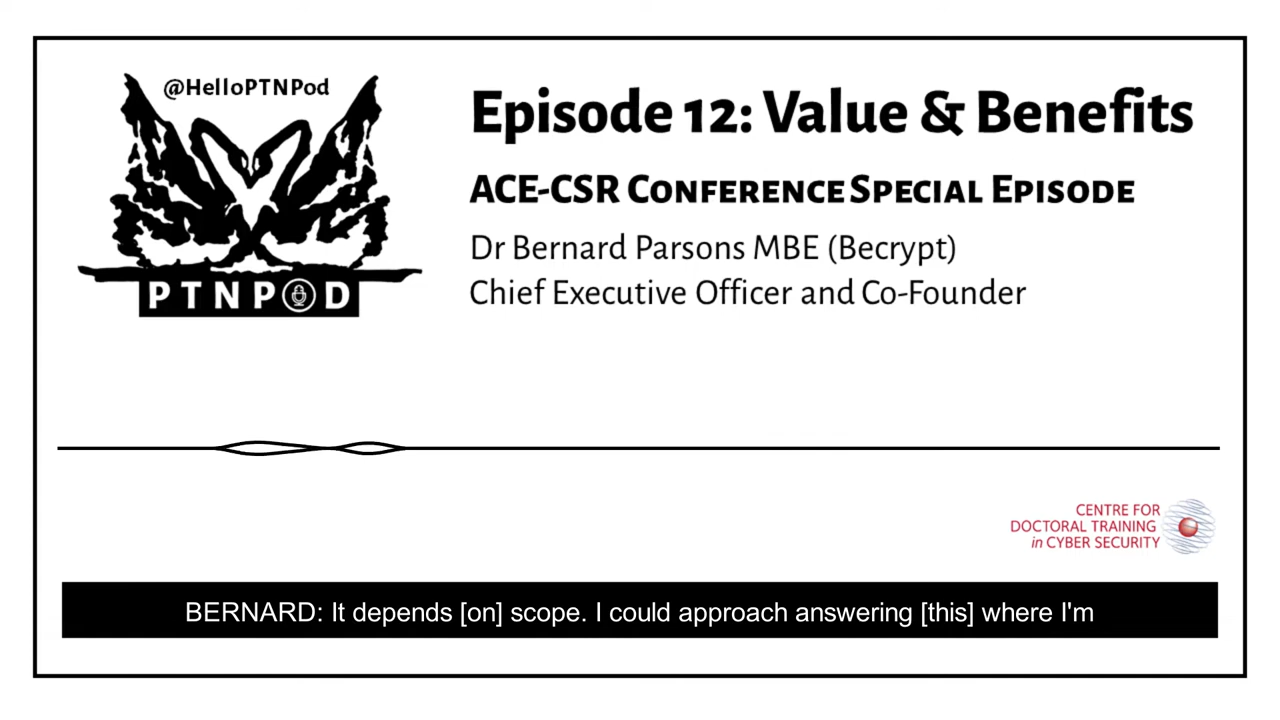 @HelloPTNPod
PTNPOD
Episode 12: Value & Benefits
ACE-CSR Conference Special Episode
Dr Bernard Parsons MBE (Becrypt)
Chief Executive Officer and Co-Founder
CENTRE FOR
DOCTORAL TRAINING
in CYBER SECURITY
BERNARD: It depends [on] scope. I could approach answering [this] where I'm